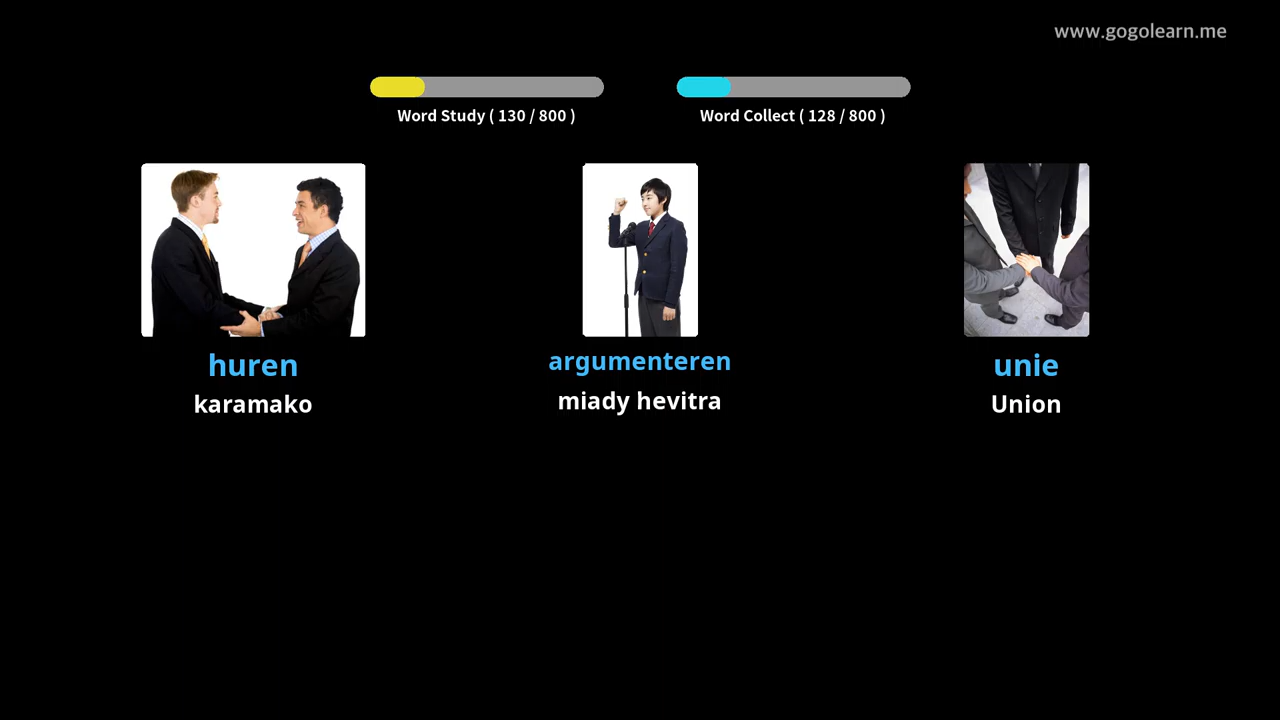 www.gogolearn.me
Word Study ( 130 / 800 )
Word Collect ( 128 / 800 )
huren
karamako
argumenteren
miady hevitra
unie
Union